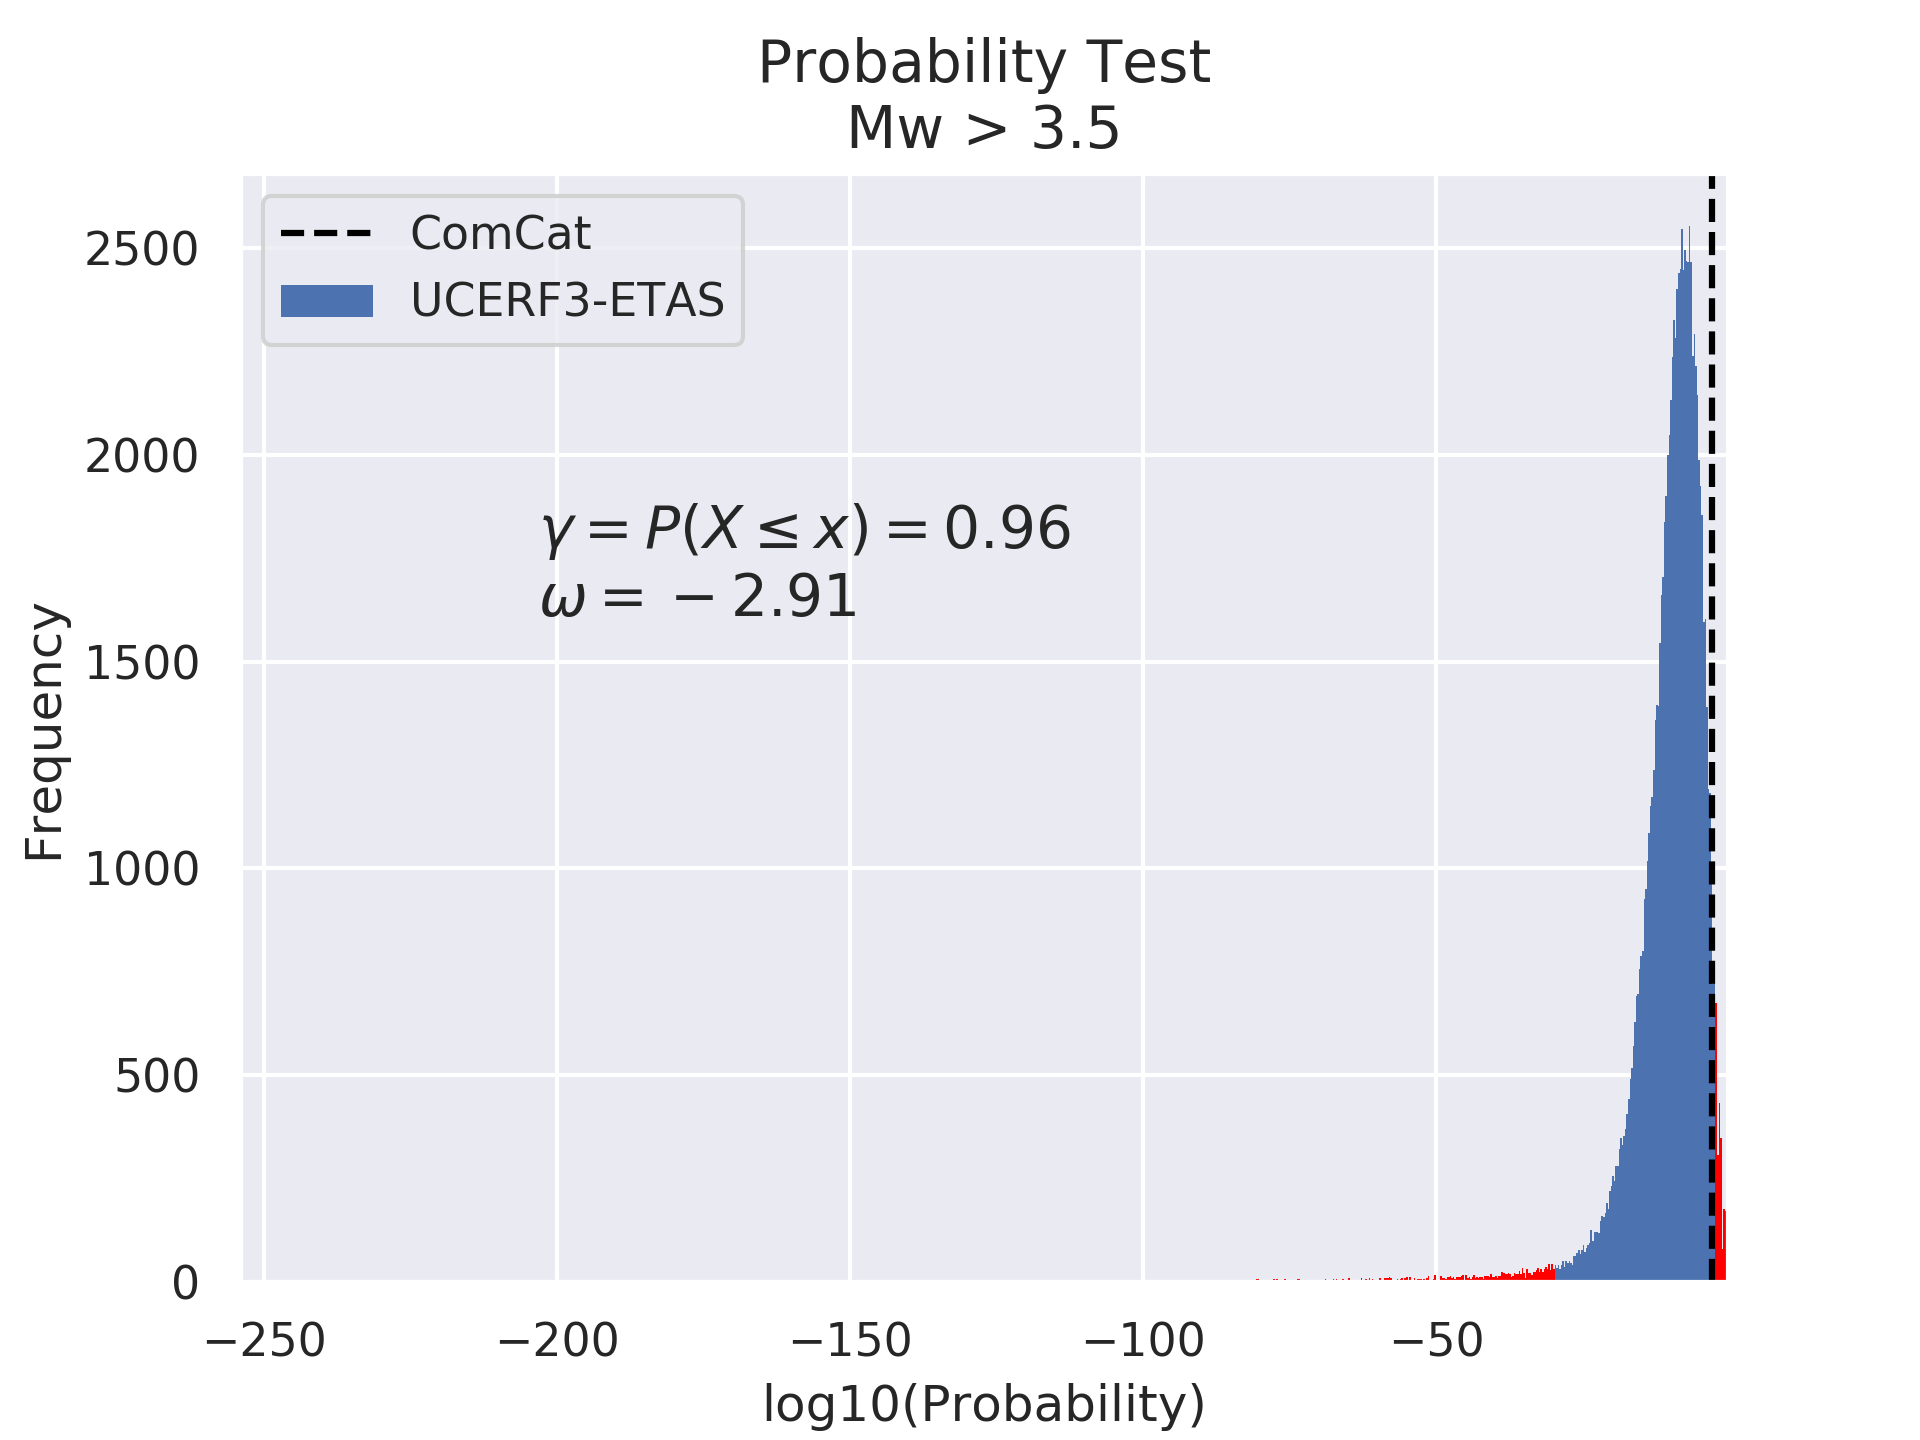 Probability Test
Mw > 3.5
ComCat
UCERF3-ETAS
γ = P(X ≤ x) = 0.96
ω = −2.91
Frequency
2500
2000
1500
1000
500
0
−250 −200 −150 −100 −50
log10(Probability)